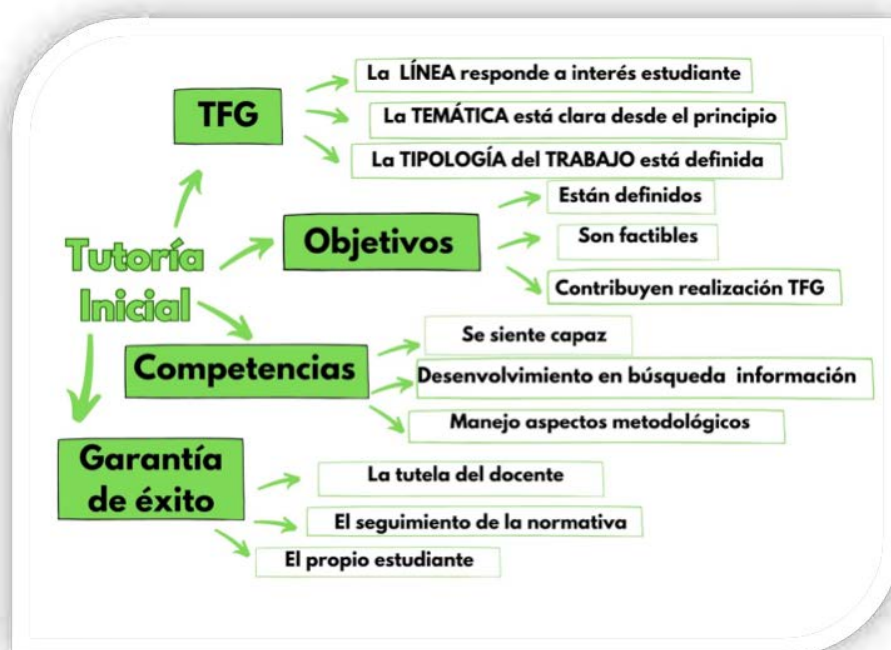 TFG
La LÍNEA responde a interés estudiante
La TEMÁTICA está clara desde el principio
La TIPOLOGÍA del TRABAJO está definida
Tutoría
Inicial
Objetivos
Están definidos
Son factibles
Contribuyen realización TFG
Competencias
Se siente capaz
Desenvolvimiento en búsqueda información
Manejo aspectos metodológicos
Garantía
de éxito
La tutela del docente
El seguimiento de la normativa
El propio estudiante